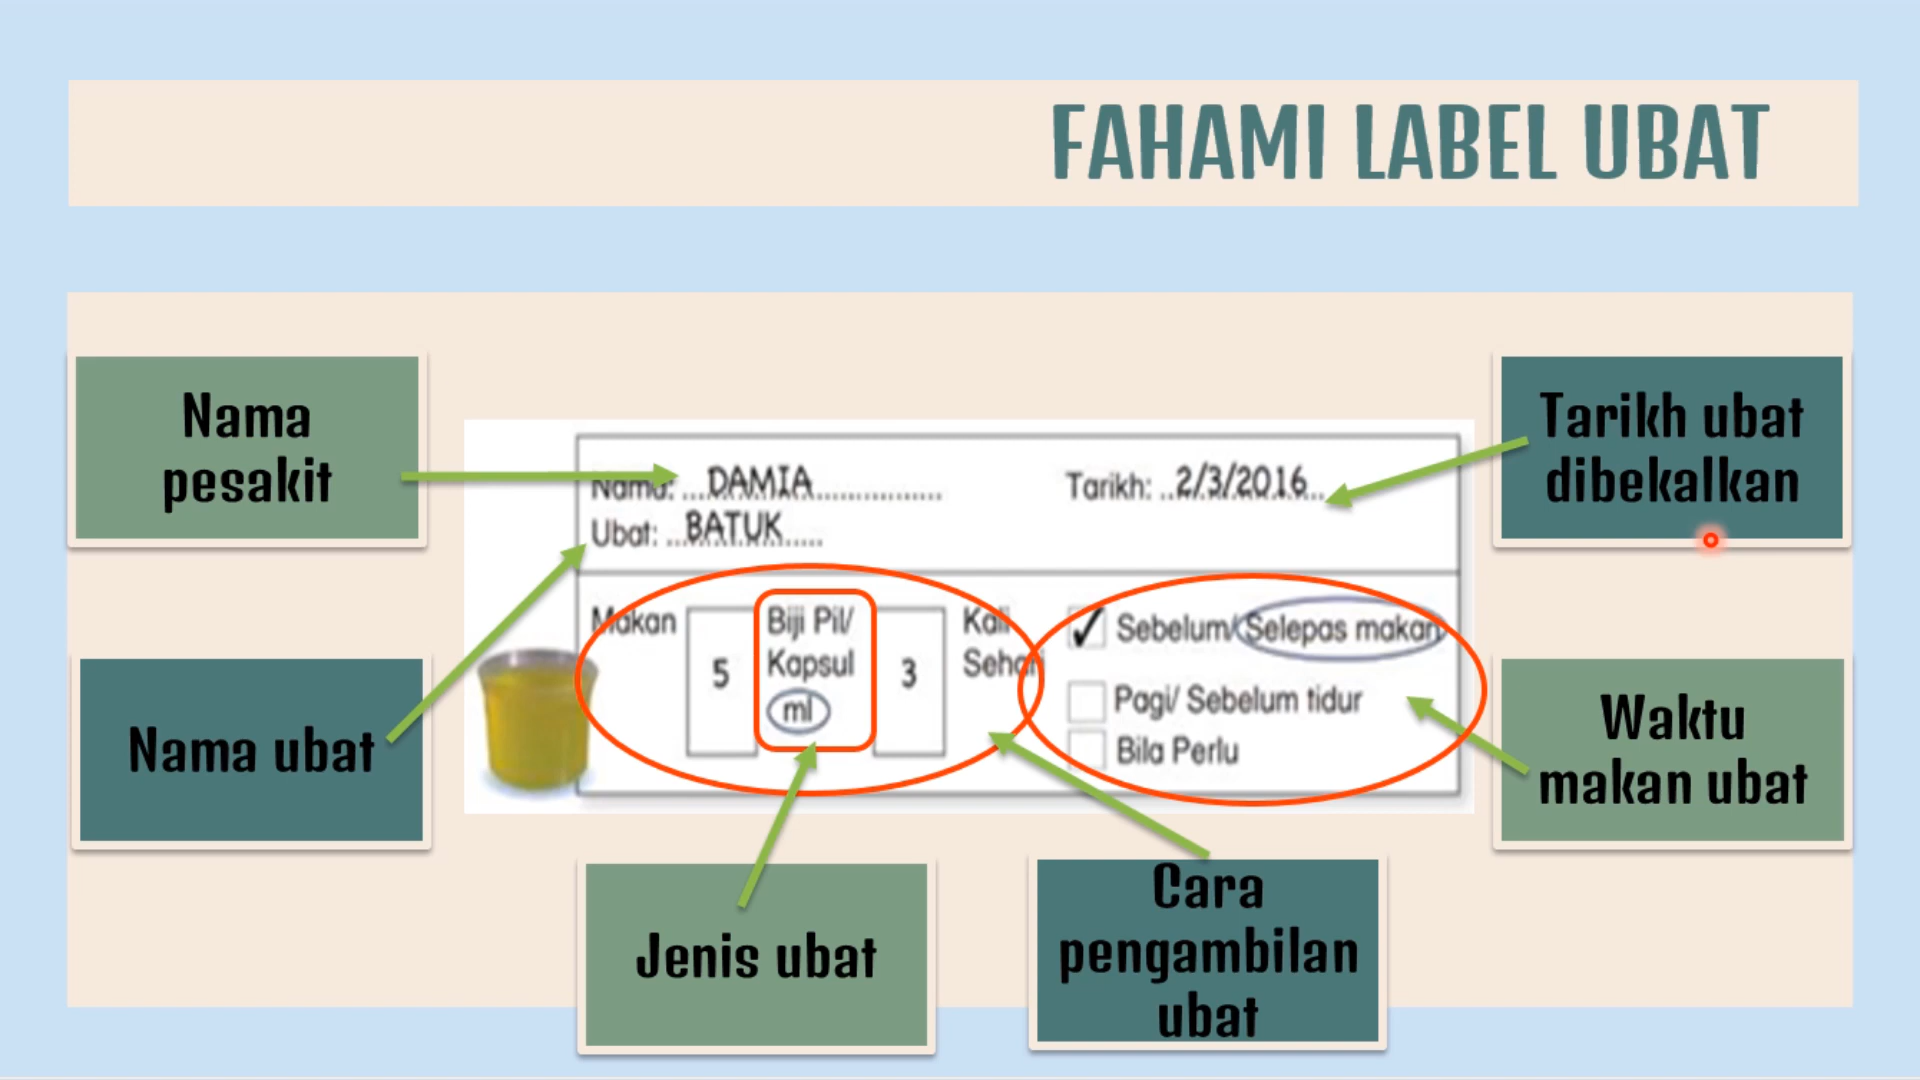 FAHAMI LABEL UBAT
Nama
pesakit
Tarikh ubat
dibekalkan
Nama: ...DAMIA.................
Tarikh: ..2/3/2016..
Ubat: ...BATUK.....
Makan
5
Biji Pil/
Kapsul
ml
3
Kali
Sehari
✓ Sebelum/ Selepas makan
Pagi/ Sebelum tidur
Bila Perlu
Nama ubat
Waktu
makan ubat
Jenis ubat
Cara
pengambilan
ubat